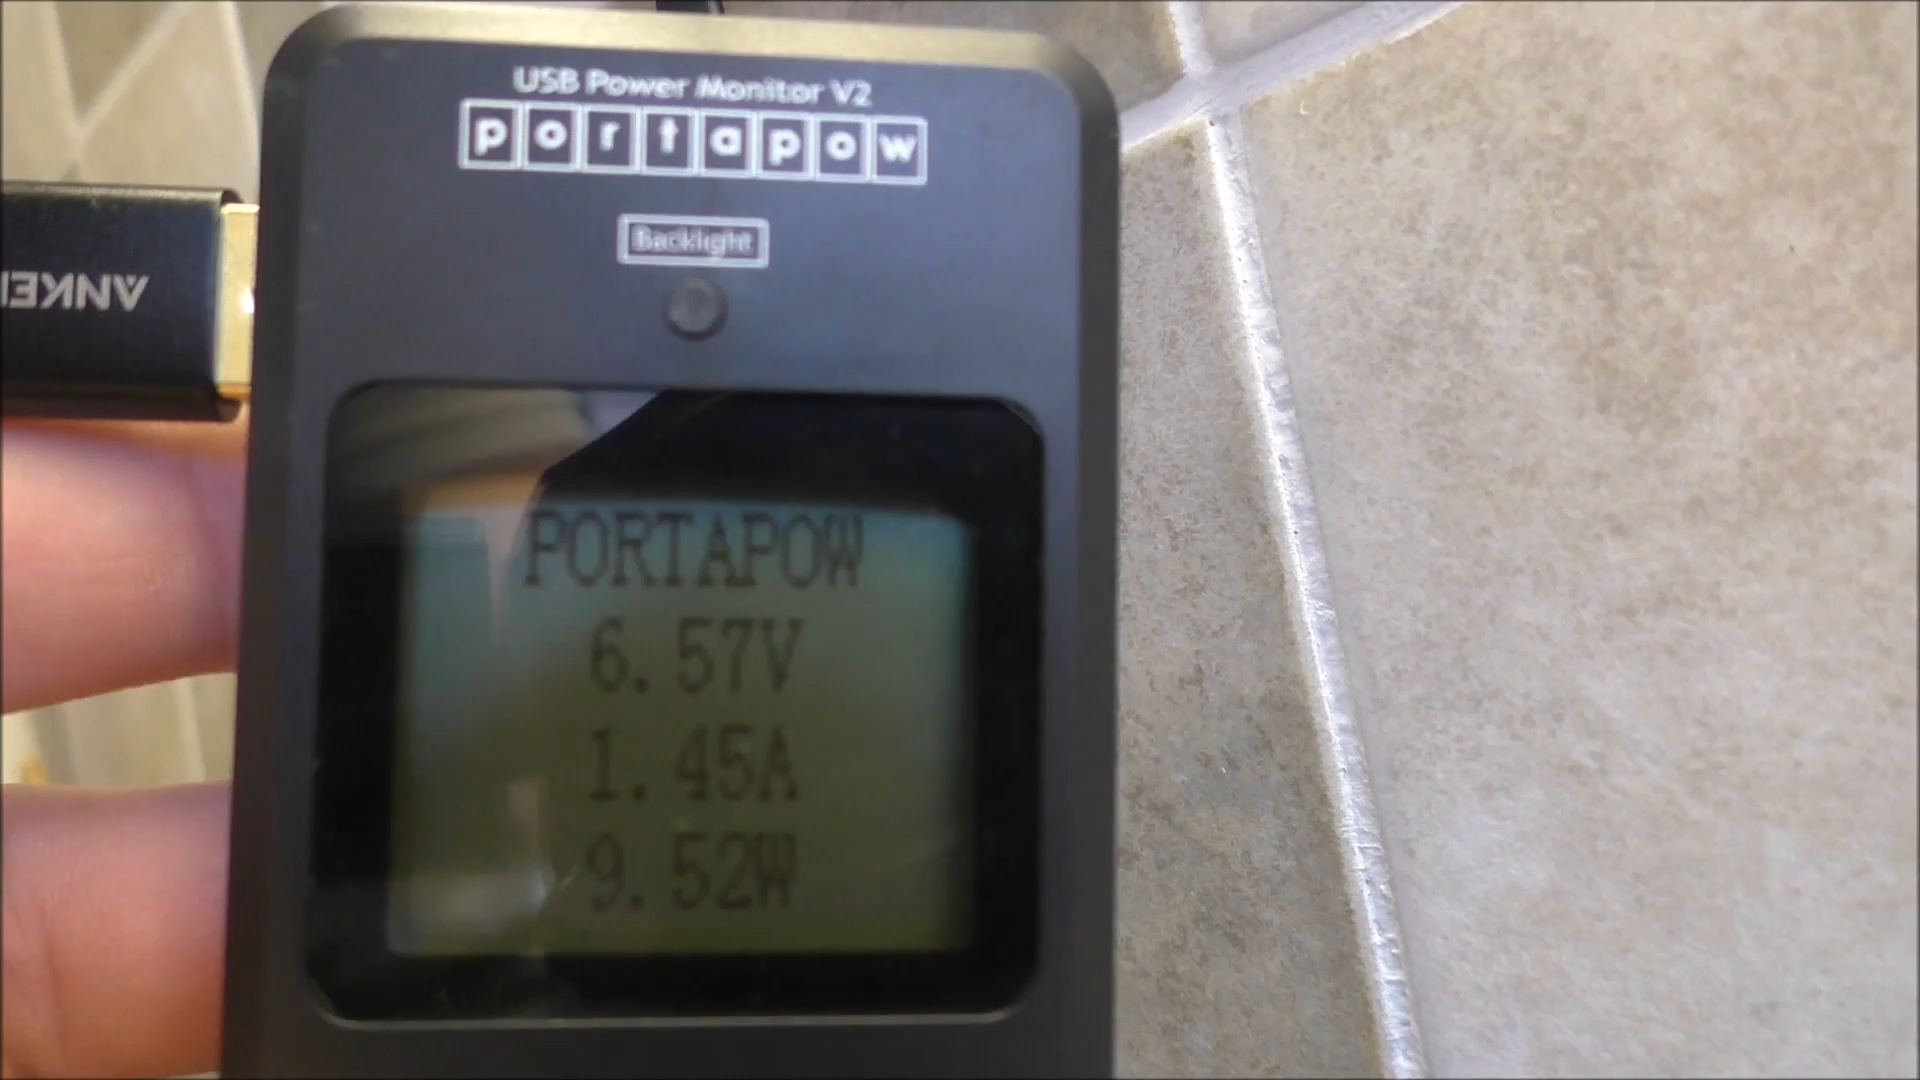 USB Power Monitor V2
portapow
Backlight
ANKE
PORTAPOW
6.57V
1.45A
9.52W